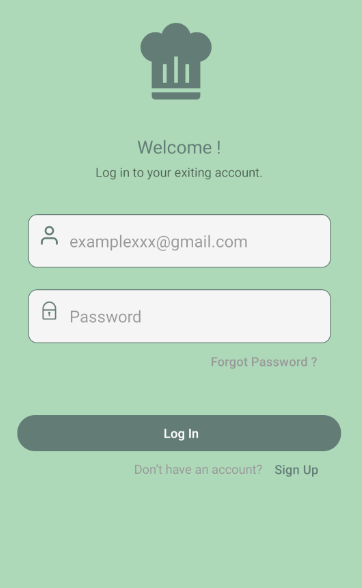 Welcome !
Log in to your exiting account.
examplexxx@gmail.com
Password
Forgot Password ?
Log In
Don't have an account? Sign Up